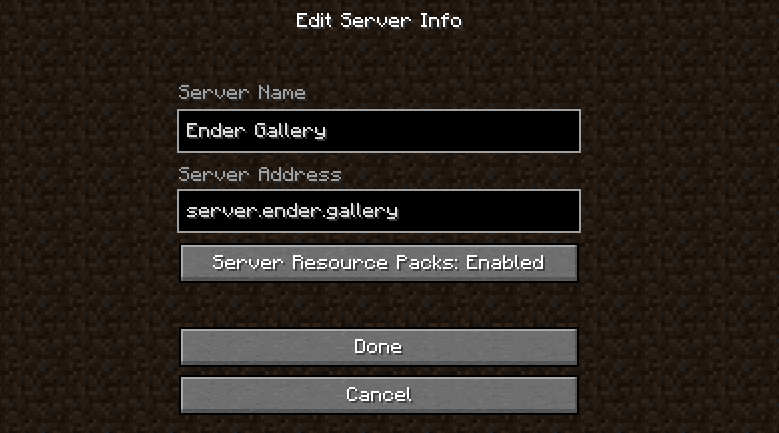 Edit Server Info
Server Name
Ender Gallery
Server Address
server.ender.gallery
Server Resource Packs: Enabled
Done
Cancel